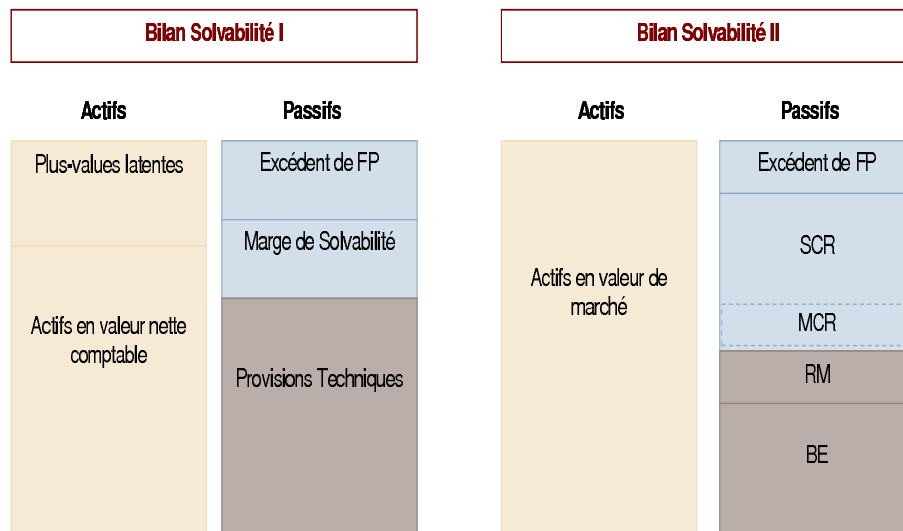 Bilan Solvabilité I
Actifs
Passifs
Plus-values latentes
Actifs en valeur nette
comptable
Excédent de FP
Marge de Solvabilité
Provisions Techniques
Bilan Solvabilité II
Actifs
Passifs
Actifs en valeur de
marché
Excédent de FP
SCR
MCR
RM
BE